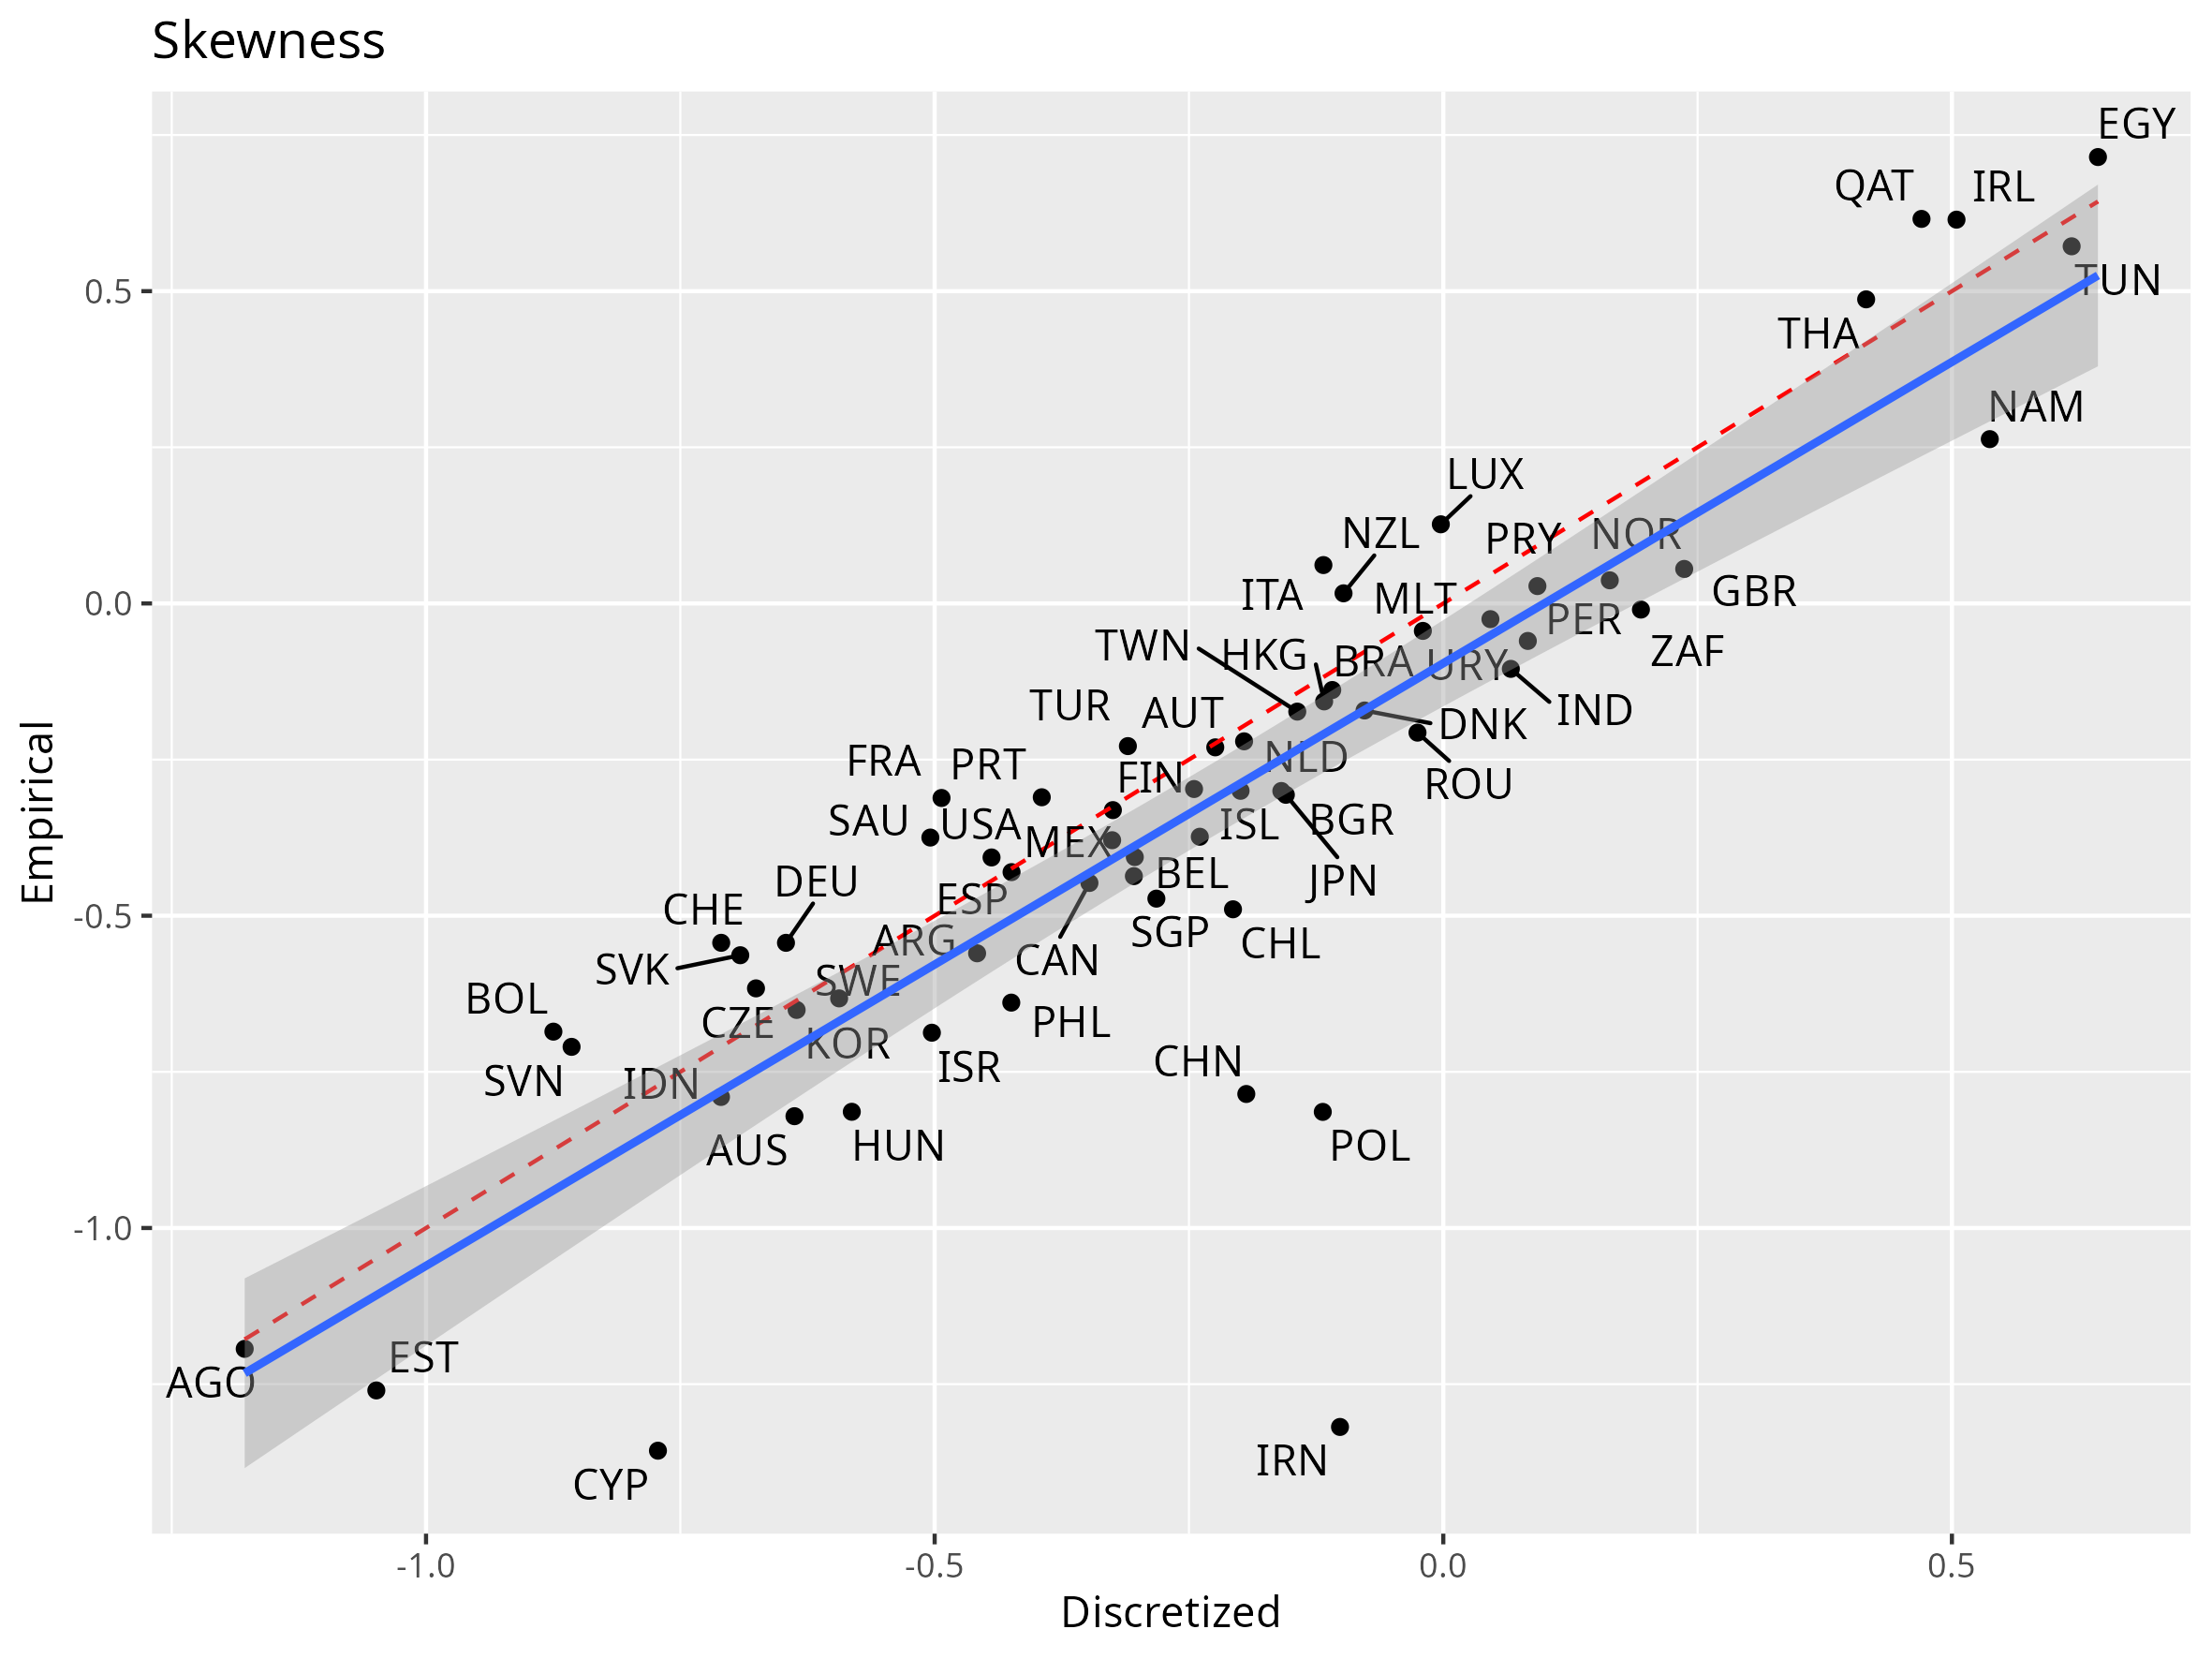 Skewness
EGY
QAT IRL
TUN
THA
NAM
LUX
NZL PRY NOR
ITA MLT GBR
PER
TWN HKG BRA URY ZAF
TUR AUT IND
DNK
FRA PRT FIN NLD ROU
SAU USA MEX ISL BGR
DEU BEL JPN
CHE ESP SGP
SVK ARG CAN CHL
BOL SWE
CZE KOR PHL
SVN IDN ISR CHN
AUS HUN POL
EST
AGO
CYP IRN
0.5
0.0
-0.5
-1.0
Empirical
-1.0 -0.5 0.0 0.5
Discretized